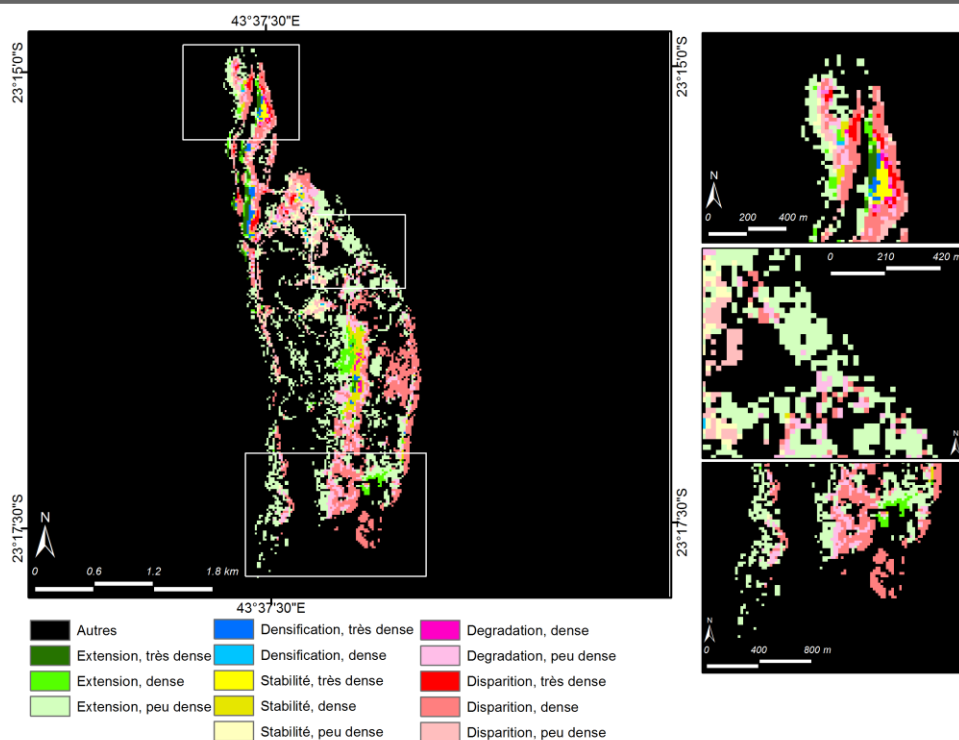 43°37'30"E
23°15'0"S
23°15'0"S
N
0 200 400 m
0 210 420 m
N
23°17'30"S
23°17'30"S
N
0 0.6 1.2 1.8 km
N
0 400 800 m
43°37'30"E
Autres
Extension, très dense
Extension, dense
Extension, peu dense
Densification, très dense
Densification, dense
Stabilité, très dense
Stabilité, dense
Stabilité, peu dense
Degradation, dense
Degradation, peu dense
Disparition, très dense
Disparition, dense
Disparition, peu dense